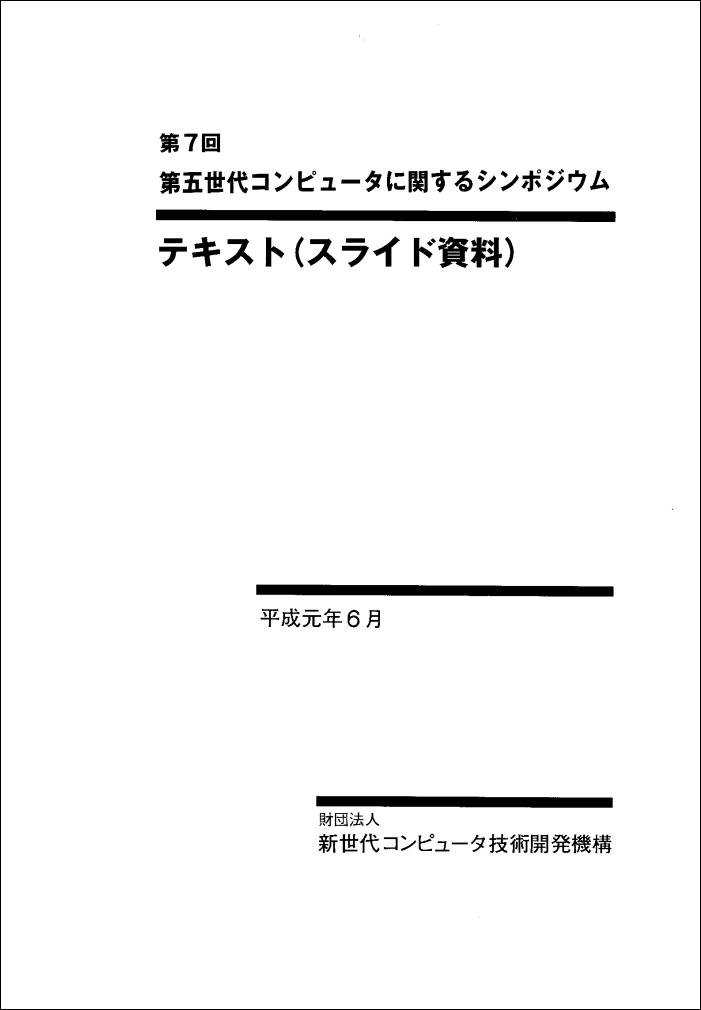 第7回
第五世代コンピュータに関するシンポジウム
テキスト(スライド資料)
平成元年6月
財団法人
新世代コンピュータ技術開発機構